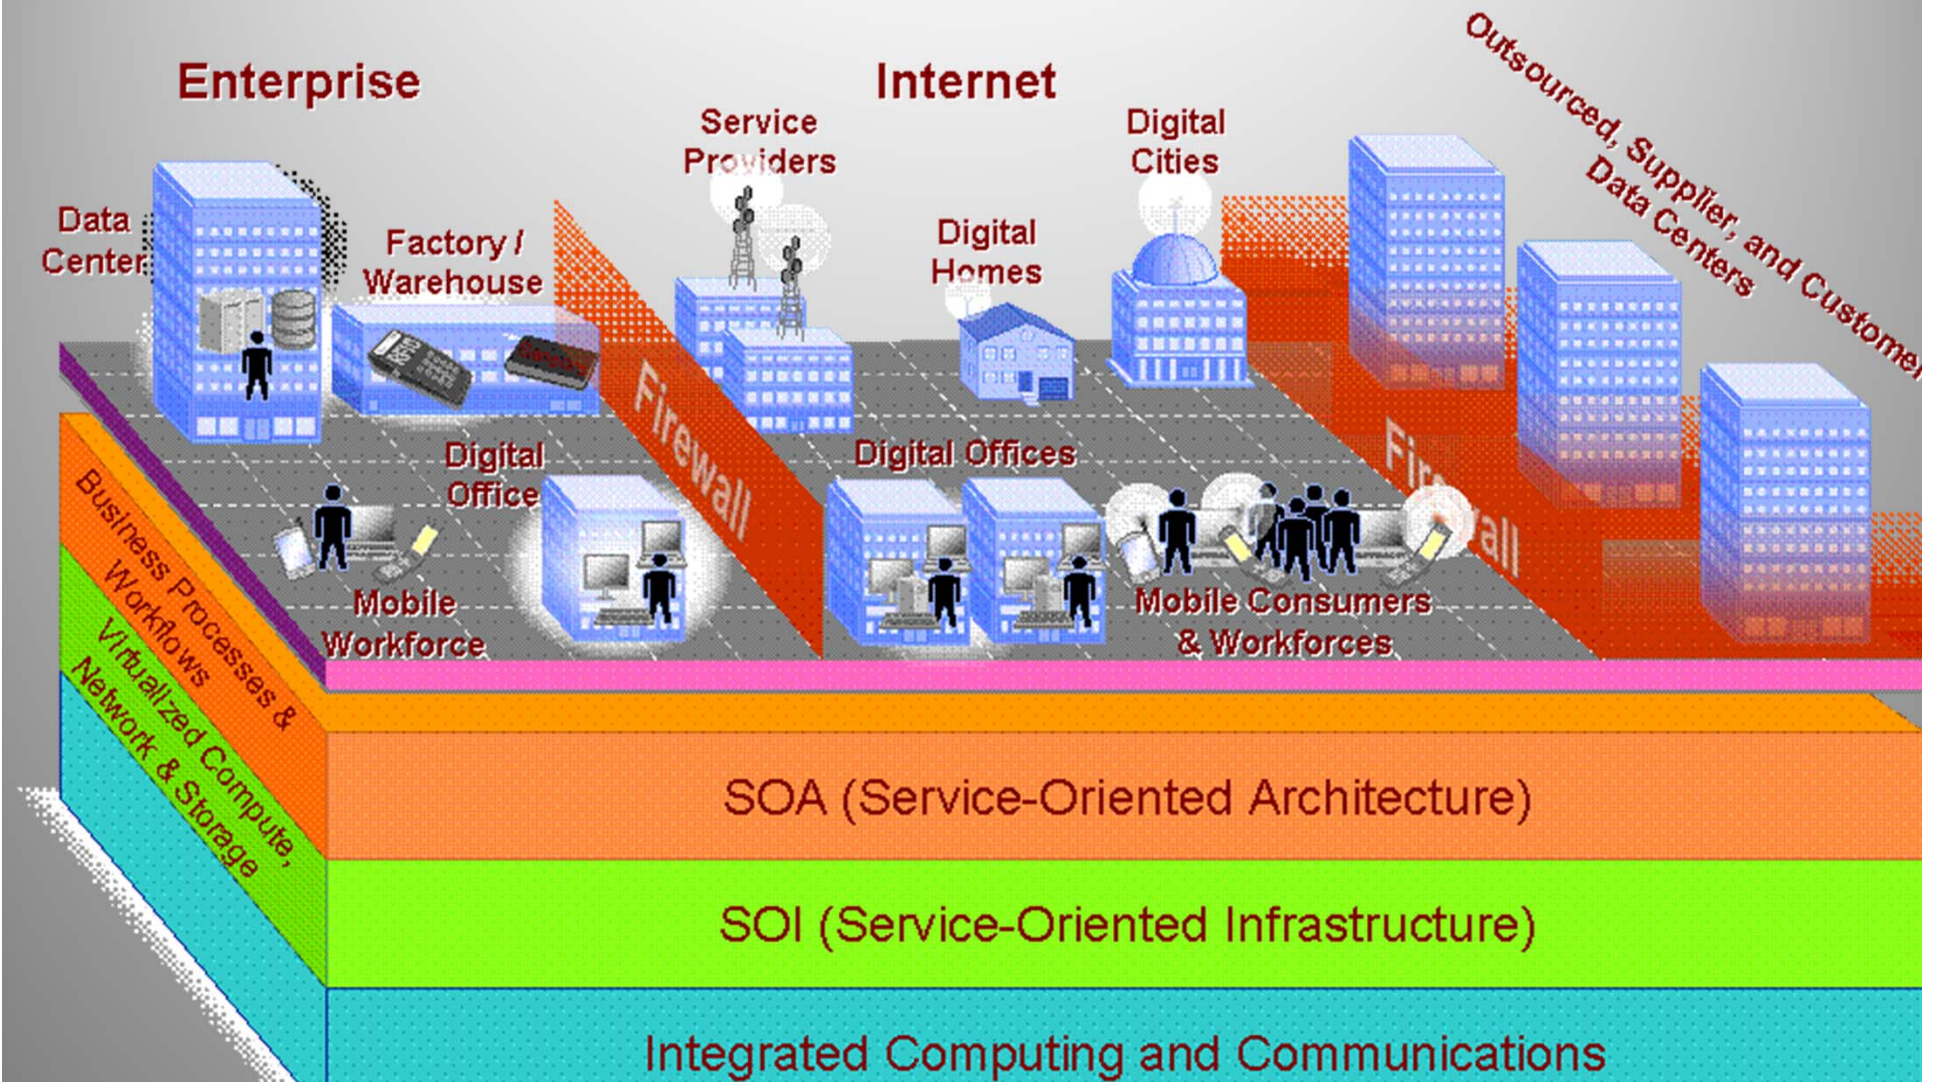 Enterprise
Internet
Outsourced, Supplier, and Customer
Data Centers
Service
Providers
Digital
Cities
Data
Center
Factory /
Warehouse
Digital
Homes
RFID
Firewall
Firewall
Digital
Office
Digital Offices
Mobile
Workforce
Mobile Consumers
& Workforces
Business Processes &
Workflows
Virtualized Compute,
Network & Storage
SOA (Service-Oriented Architecture)
SOI (Service-Oriented Infrastructure)
Integrated Computing and Communications